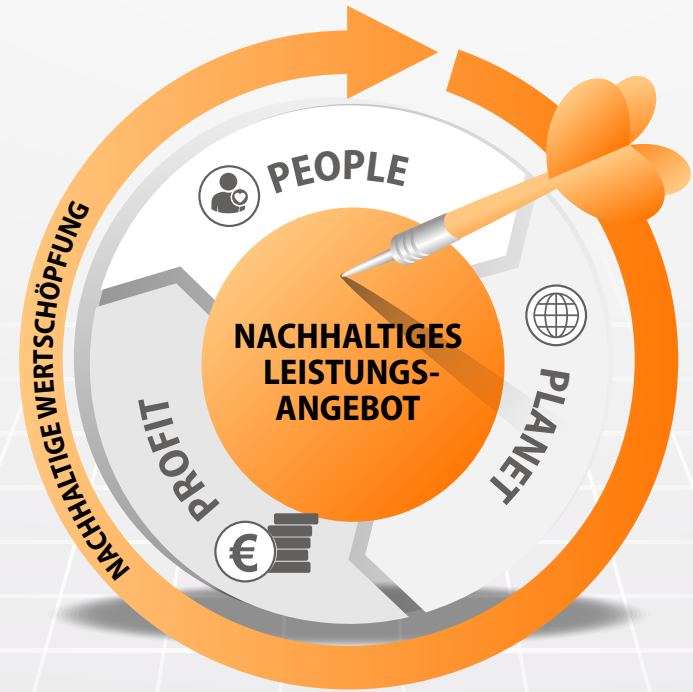 PEOPLE
PLANET
PROFIT
€
NACHHALTIGES
LEISTUNGS-
ANGEBOT
NACHHALTIGE WERTSCHÖPFUNG